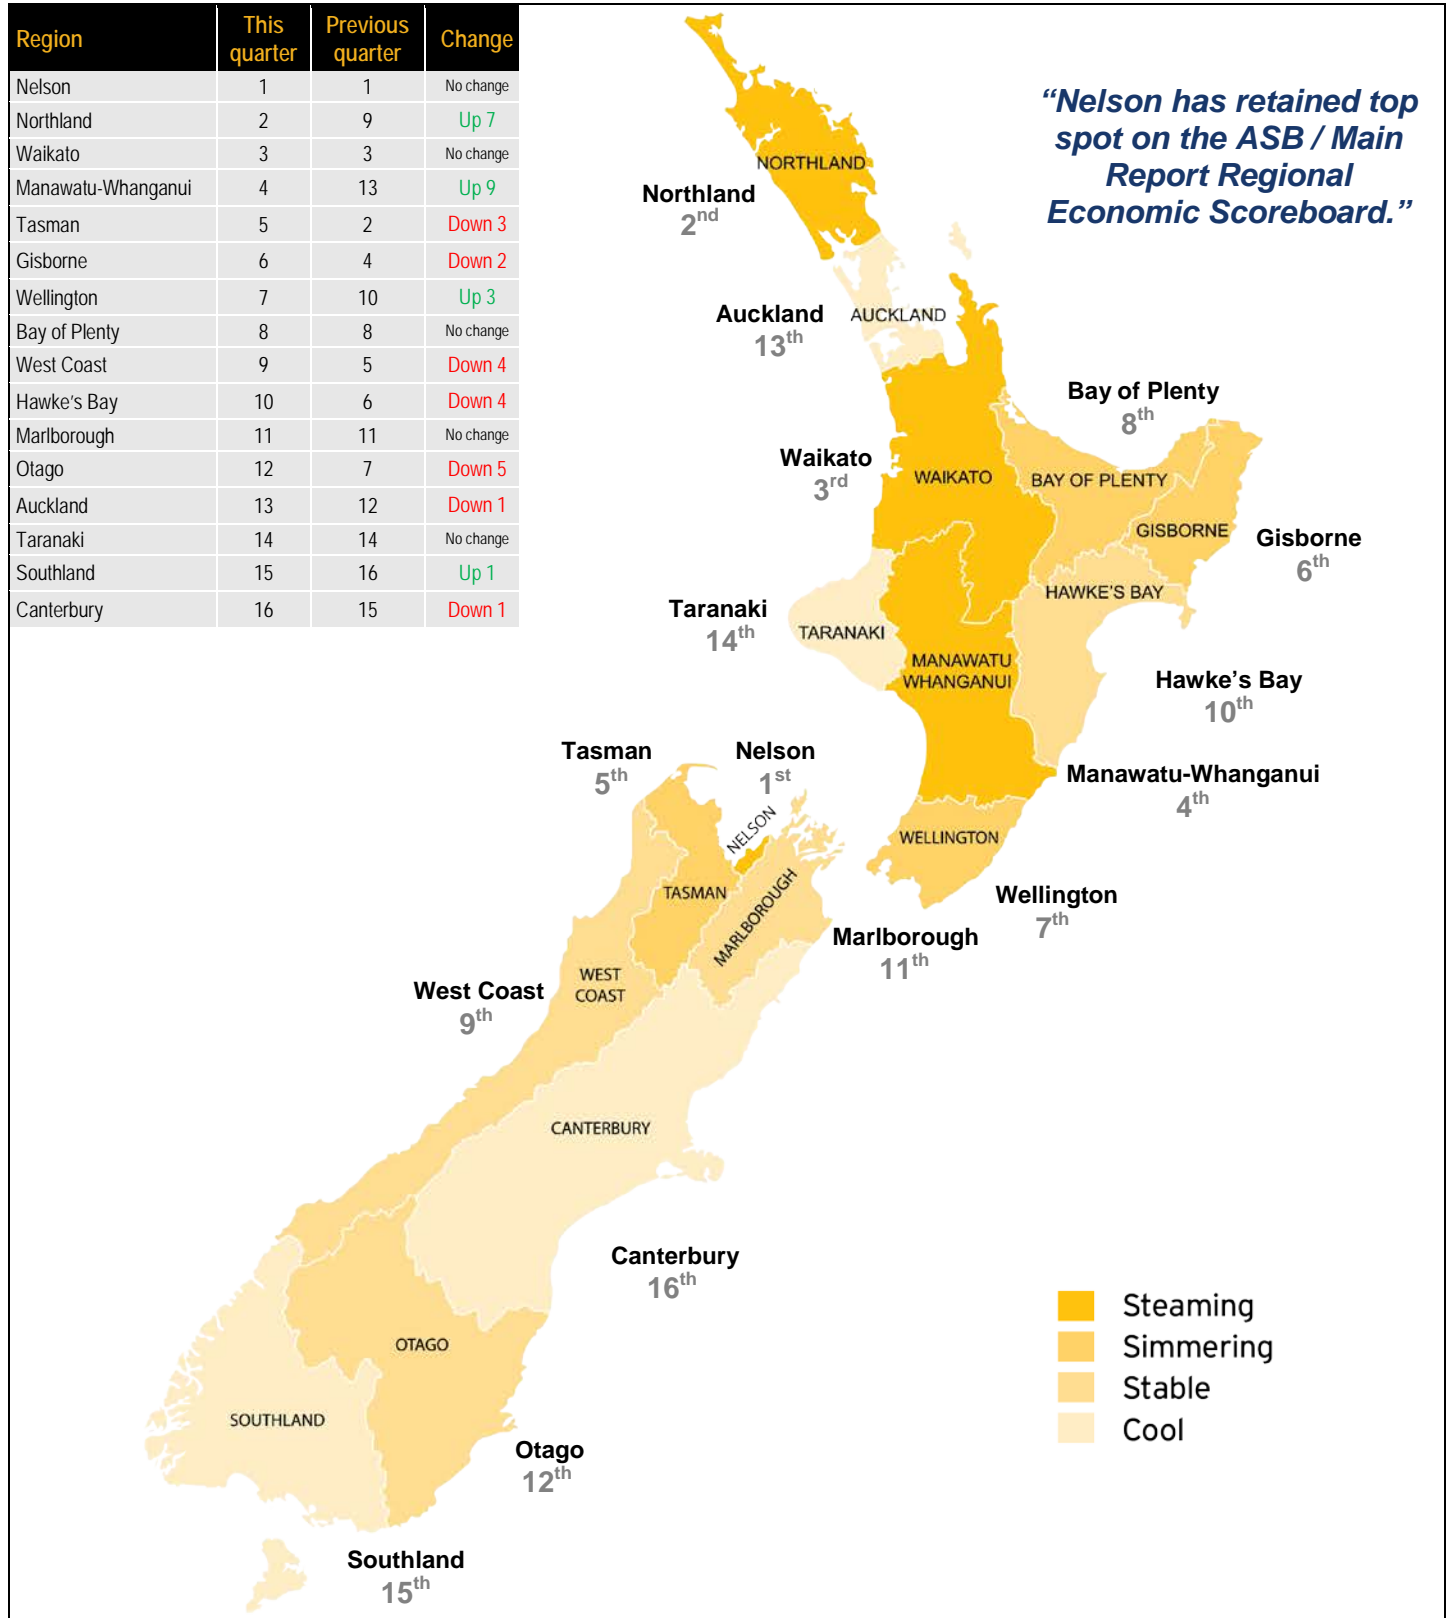 Region This quarter Previous quarter Change
Nelson 1 1 No change
Northland 2 9 Up 7
Waikato 3 3 No change
Manawatu-Whanganui 4 13 Up 9
Tasman 5 2 Down 3
Gisborne 6 4 Down 2
Wellington 7 10 Up 3
Bay of Plenty 8 8 No change
West Coast 9 5 Down 4
Hawke's Bay 10 6 Down 4
Marlborough 11 11 No change
Otago 12 7 Down 5
Auckland 13 12 Down 1
Taranaki 14 14 No change
Southland 15 16 Up 1
Canterbury 16 15 Down 1
“Nelson has retained top
spot on the ASB / Main
Report Regional
Economic Scoreboard.”
NORTHLAND
Northland
2nd
Auckland
13th
AUCKLAND
Bay of Plenty
8th
Waikato
3rd
WAIKATO
BAY OF PLENTY
GISBORNE
Gisborne
6th
HAWKE'S BAY
Taranaki
14th
TARANAKI
MANAWATU
WHANGANUI
Hawke’s Bay
10th
Tasman
5th
Nelson
1st
Manawatu-Whanganui
4th
NELSON
WELLINGTON
TASMAN
MARLBOROUGH
Wellington
7th
Marlborough
11th
WEST
COAST
West Coast
9th
CANTERBURY
Canterbury
16th
OTAGO
SOUTHLAND
Otago
12th
Southland
15th
Steaming
Simmering
Stable
Cool